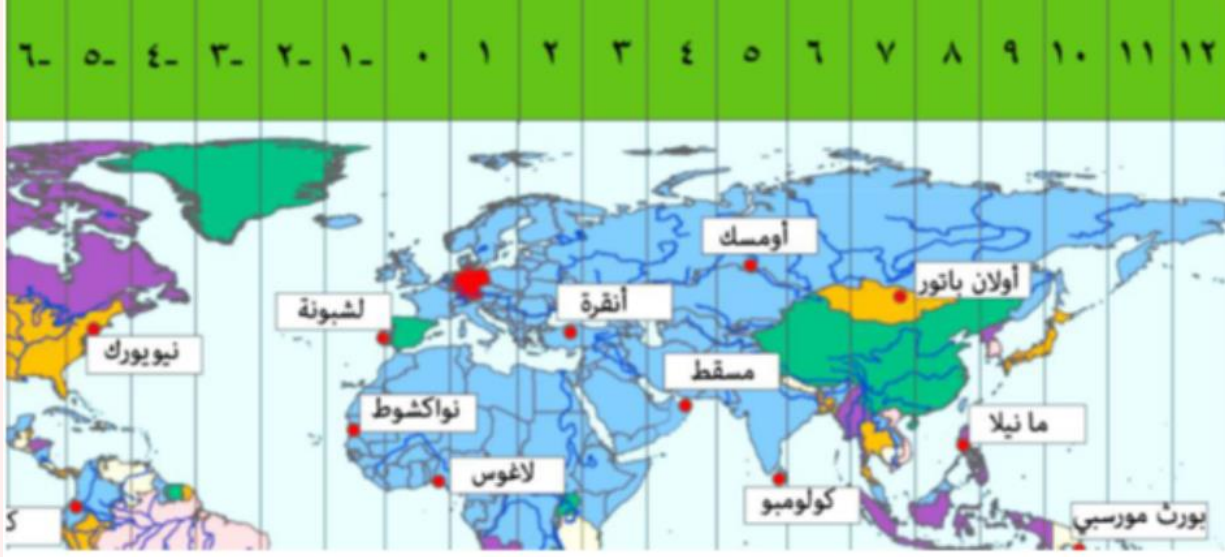 ٦- ٥- ٤- ٣- ٢- ١- ٠ ١ ٢ ٣ ٤ ٥ ٦ ٧ ٨ ٩ ١٠ ١١ ١٢
أومسك
أولان باتور
أنقرة
لشبونة
نيويورك
مسقط
نواكشوط
ما نيلا
لاغوس
كولومبو
بورت مورسبي